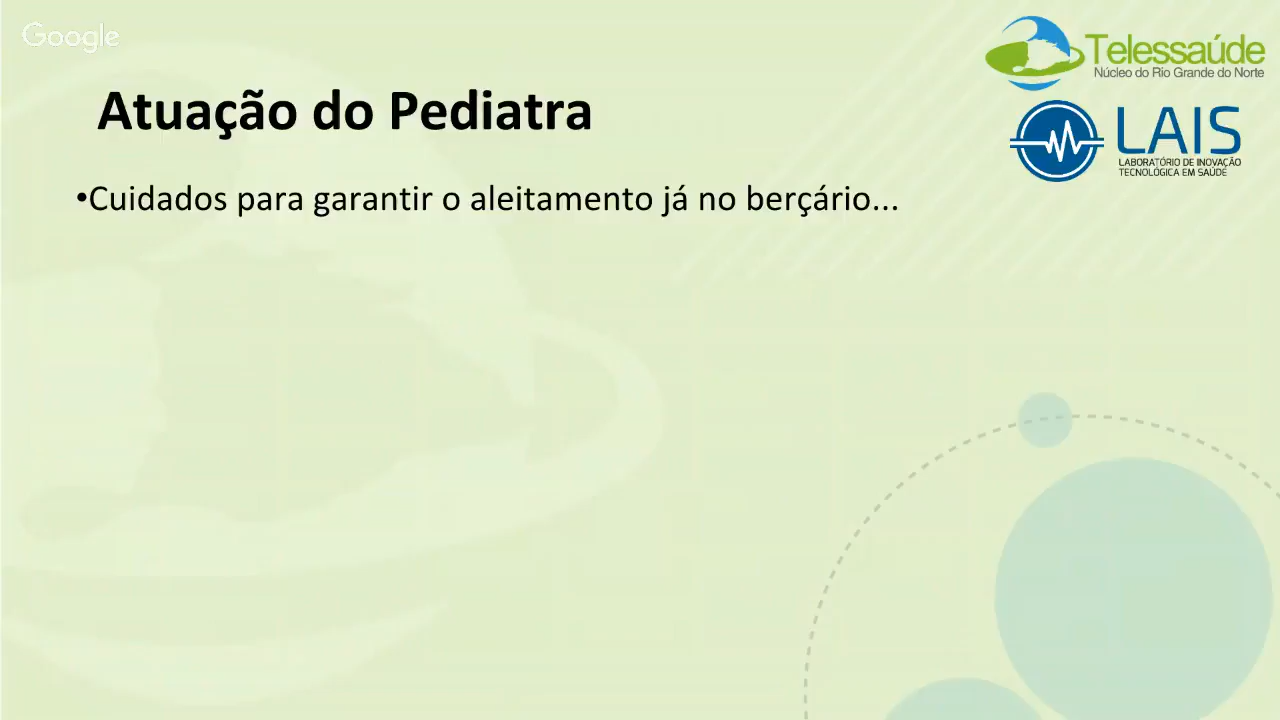 Google
Telessaúde
Núcleo do Rio Grande do Norte
Atuação do Pediatra
LAIS
LABORATÓRIO DE INOVAÇÃO
TECNOLÓGICA EM SAÚDE
•Cuidados para garantir o aleitamento já no berçário...